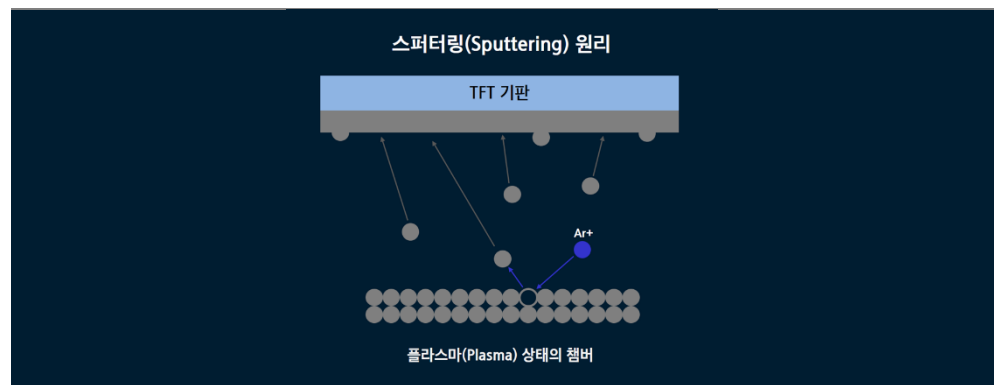 스퍼터링(Sputtering) 원리
TFT 기판
Ar+
플라스마(Plasma) 상태의 챔버